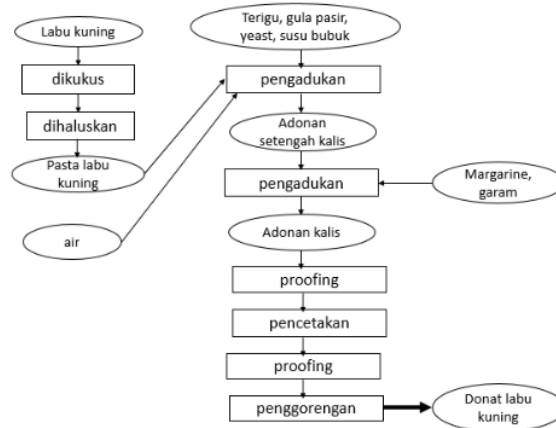 Labu kuning
dikukus
dihaluskan
Pasta labu
kuning
air
Terigu, gula pasir,
yeast, susu bubuk
pengadukan
Adonan
setengah kalis
pengadukan
Margarine,
garam
Adonan kalis
proofing
pencetakan
proofing
penggorengan
Donat labu
kuning